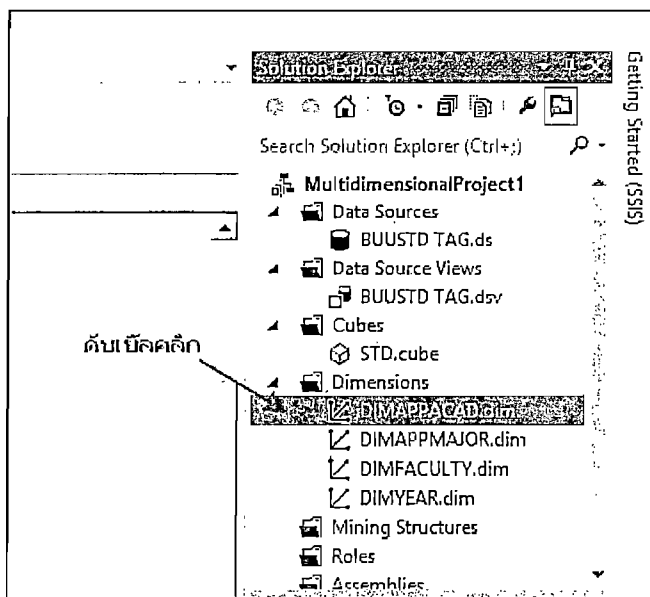 Solution Explorer
Getting Started (SSIS)
Search Solution Explorer (Ctrl+;)
MultidimensionalProject1
Data Sources
BUUSTD TAG.ds
Data Source Views
BUUSTD TAG.dsv
Cubes
ดับเบิ้ลคลิก
STD.cube
Dimensions
DIMAPPACAD.dim
DIMAPPMAJOR.dim
DIMFACULTY.dim
DIMYEAR.dim
Mining Structures
Roles
Assemblies